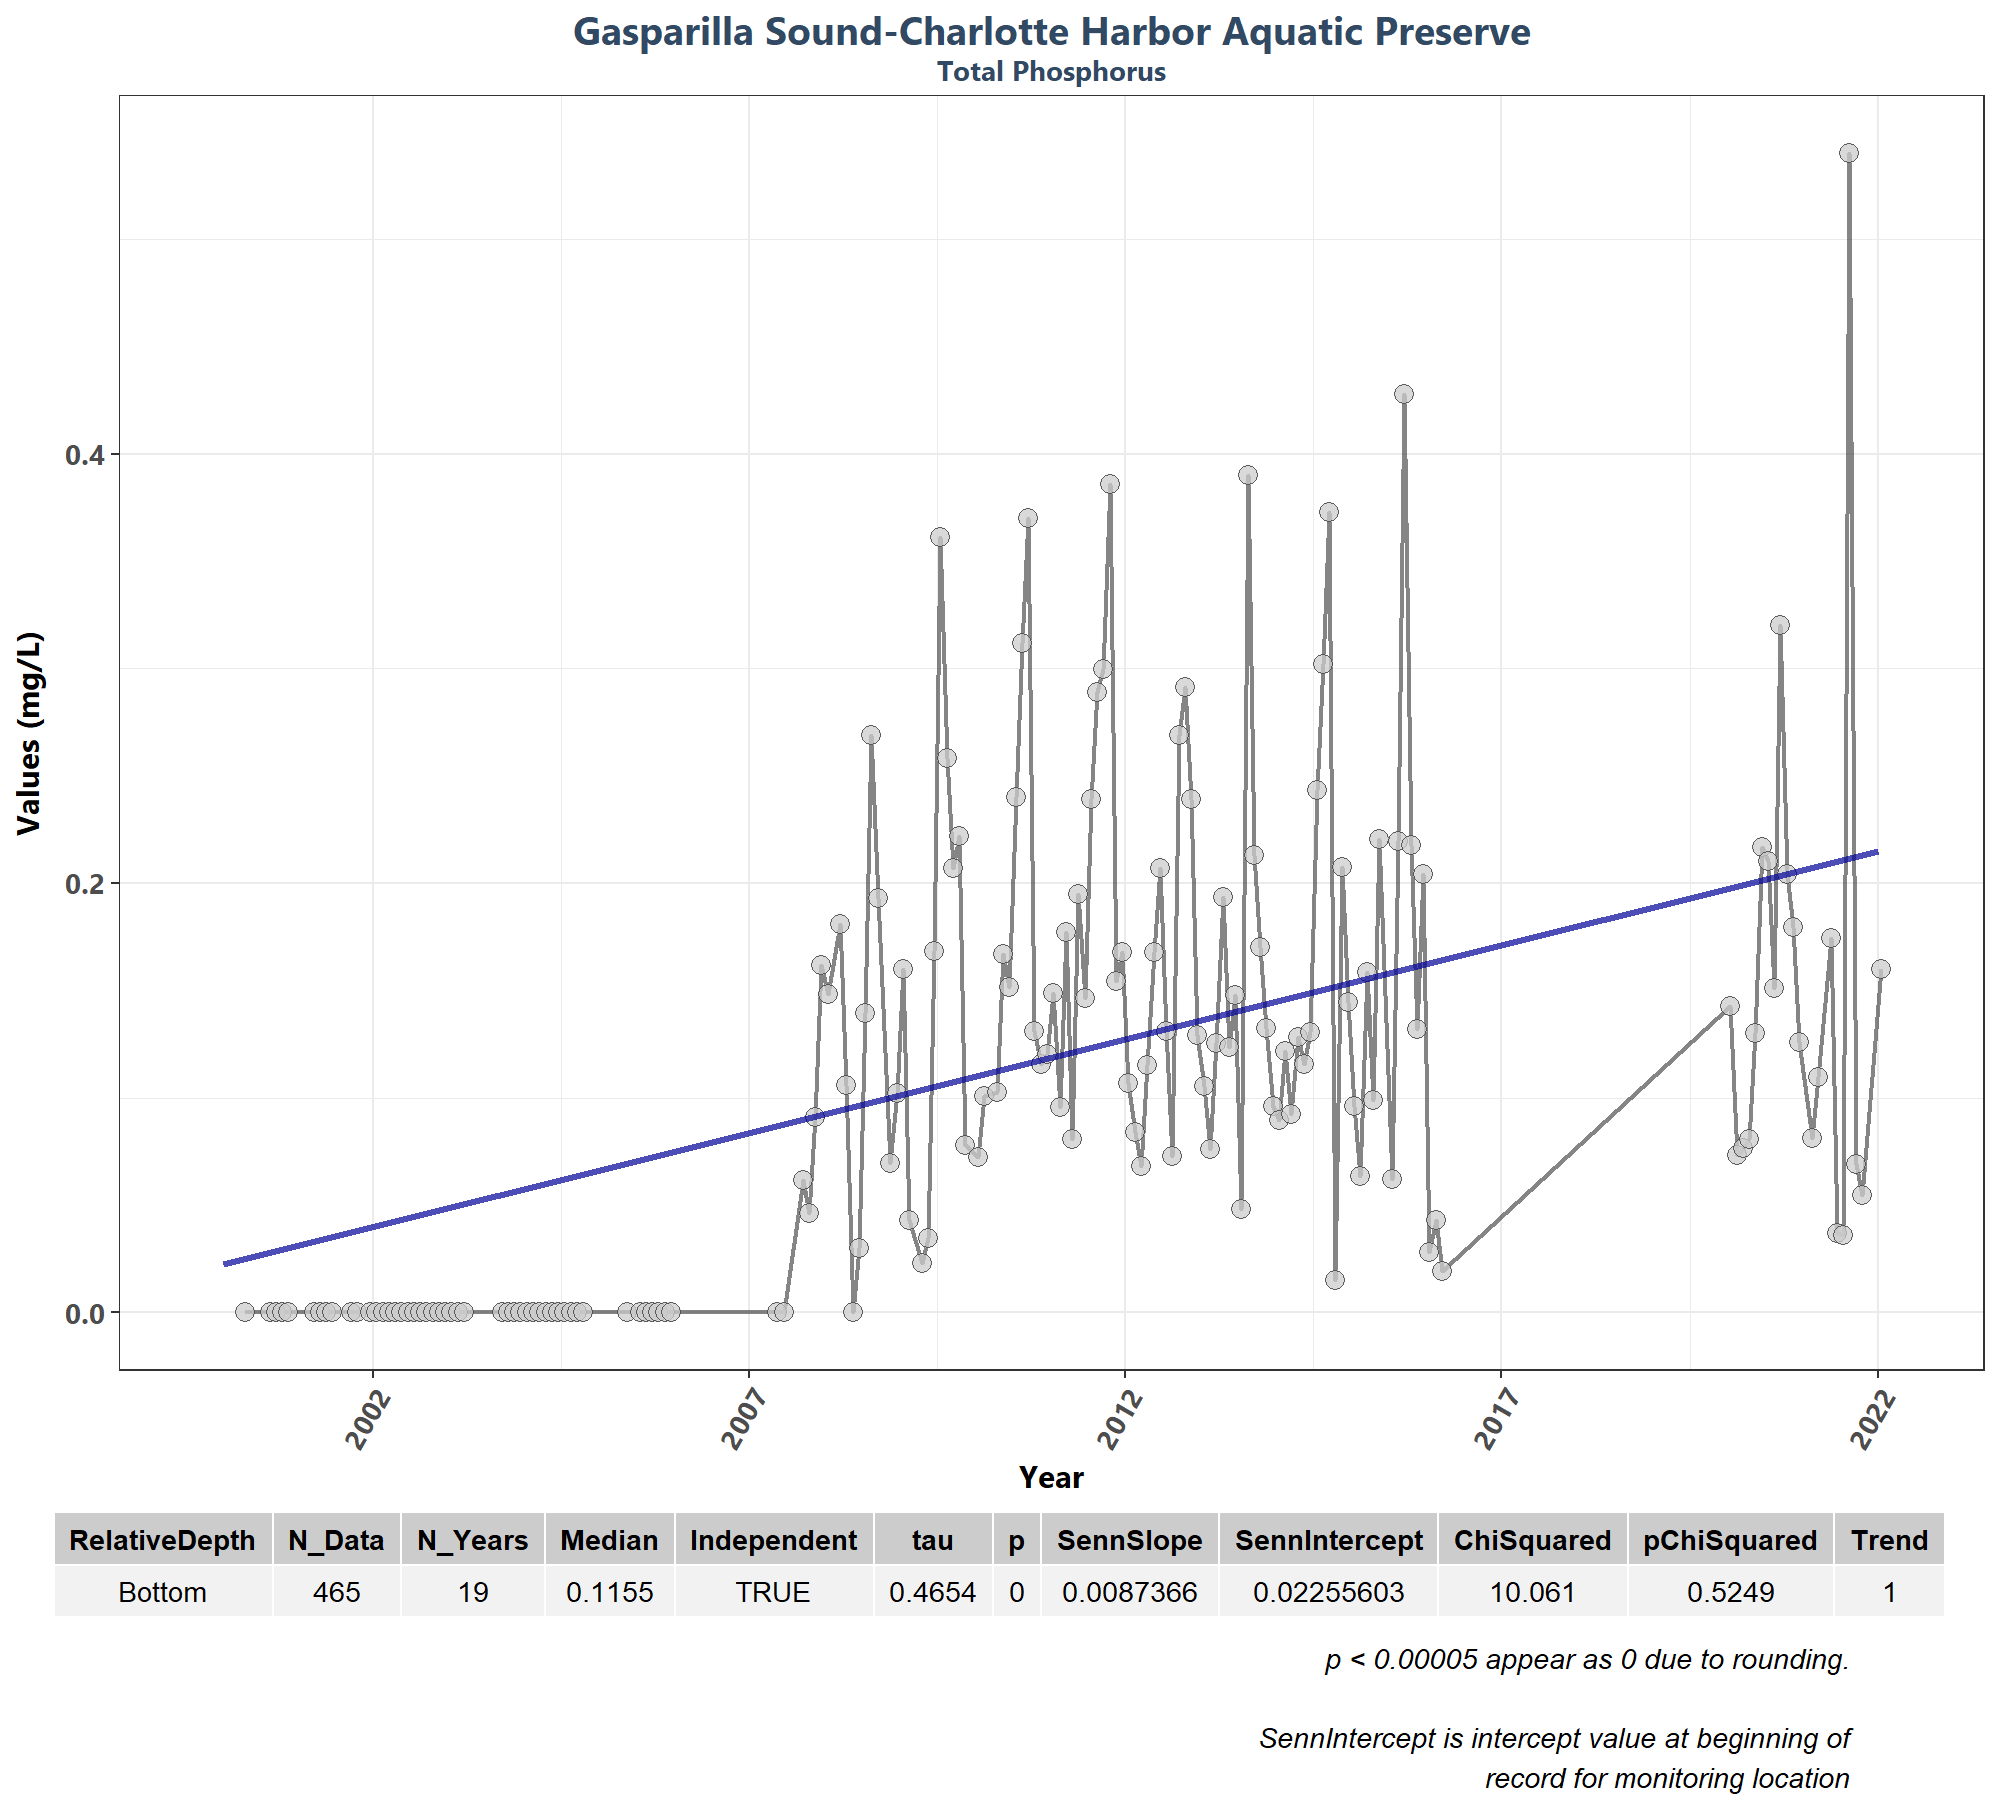 Gasparilla Sound-Charlotte Harbor Aquatic Preserve
Total Phosphorus
Values (mg/L)
0.4
0.2
0.0
2002 2007 2012 2017 2022
Year
RelativeDepth N_Data N_Years Median Independent tau p SennSlope SennIntercept ChiSquared pChiSquared Trend
Bottom 465 19 0.1155 TRUE 0.4654 0 0.0087366 0.02255603 10.061 0.5249 1
p < 0.00005 appear as 0 due to rounding.
SennIntercept is intercept value at beginning of
record for monitoring location